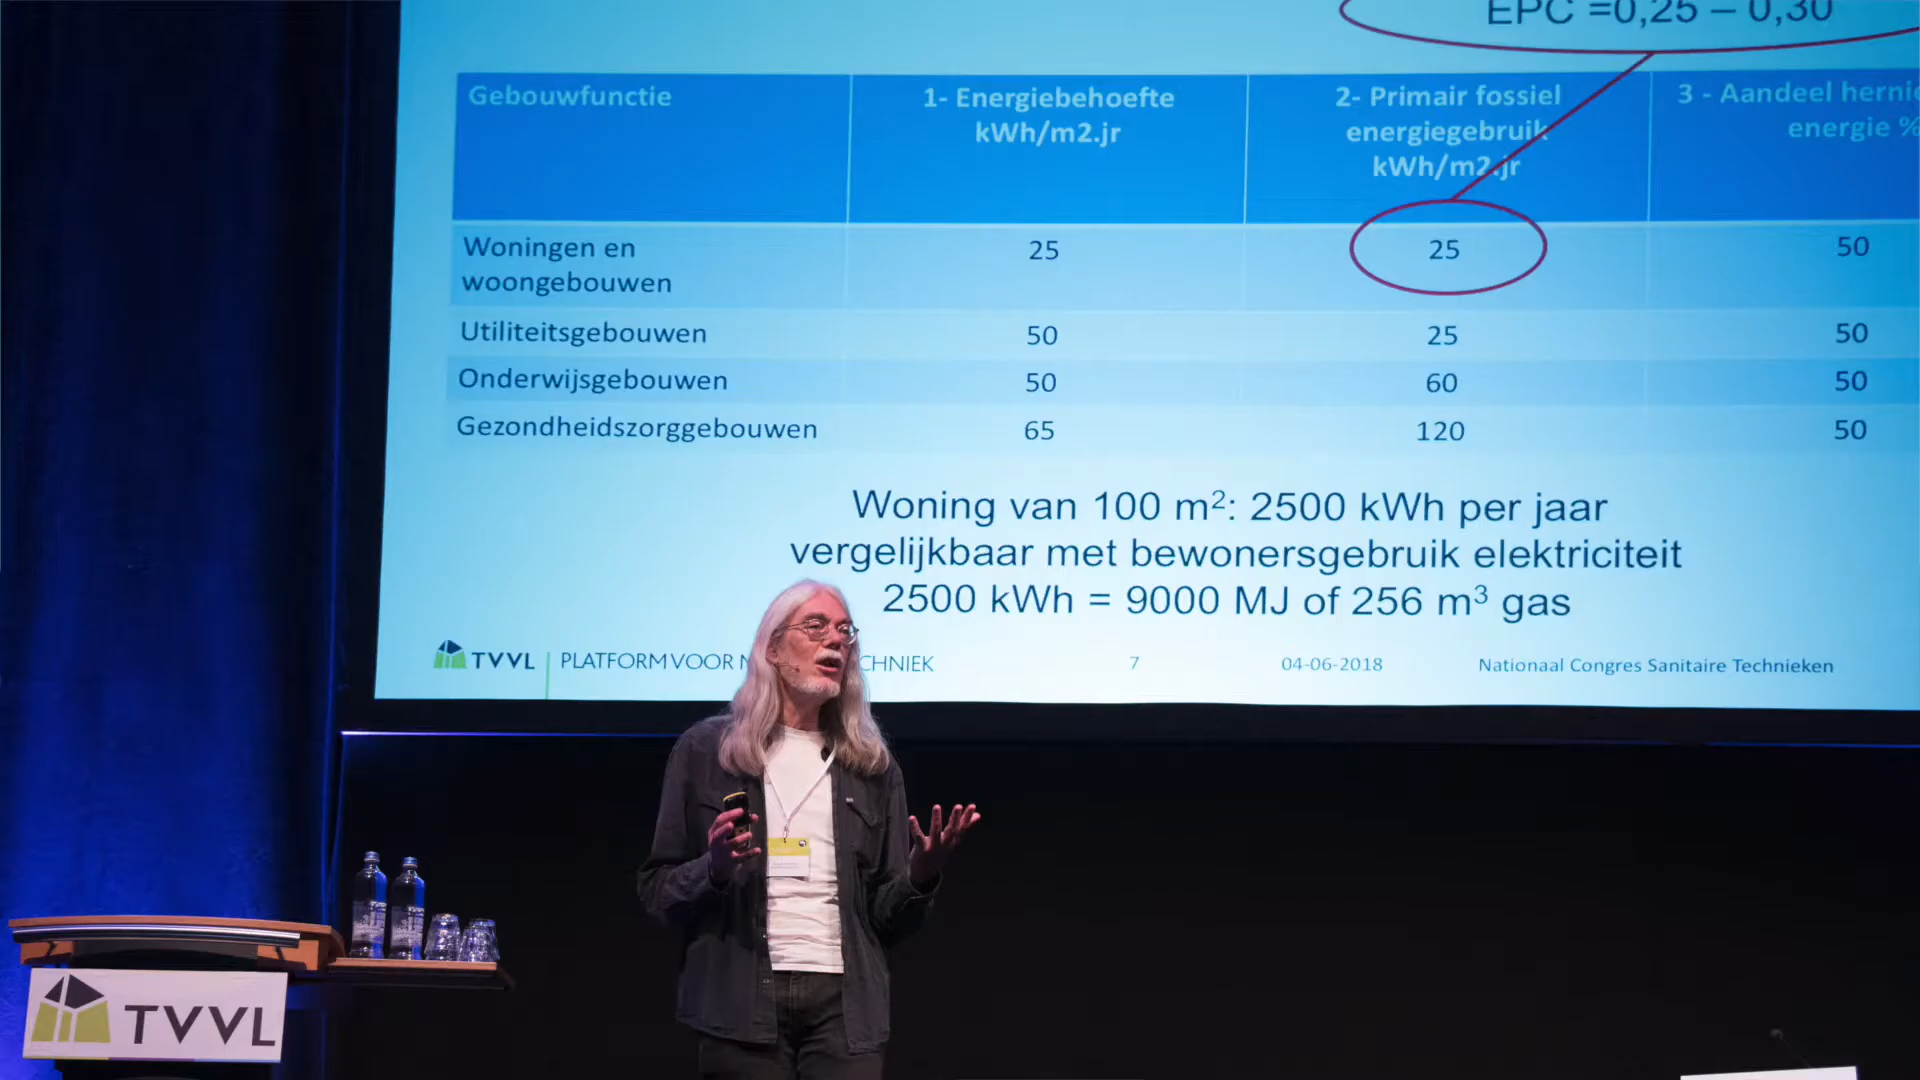 EPC =0,25 – 0,30
Gebouwfunctie
1- Energiebehoefte
kWh/m2.jr
2- Primair fossiel
energiegebruik
kWh/m2.jr
3 - Aandeel hernie
energie %
Woningen en
woongebouwen
25
25
50
Utiliteitsgebouwen
50
25
50
Onderwijsgebouwen
50
60
50
Gezondheidszorggebouwen
65
120
50
Woning van 100 m²: 2500 kWh per jaar
vergelijkbaar met bewonersgebruik elektriciteit
2500 kWh = 9000 MJ of 256 m³ gas
TVVL
PLATFORM VOOR
CHNIEK
7
04-06-2018
Nationaal Congres Sanitaire Technieken
TVVL